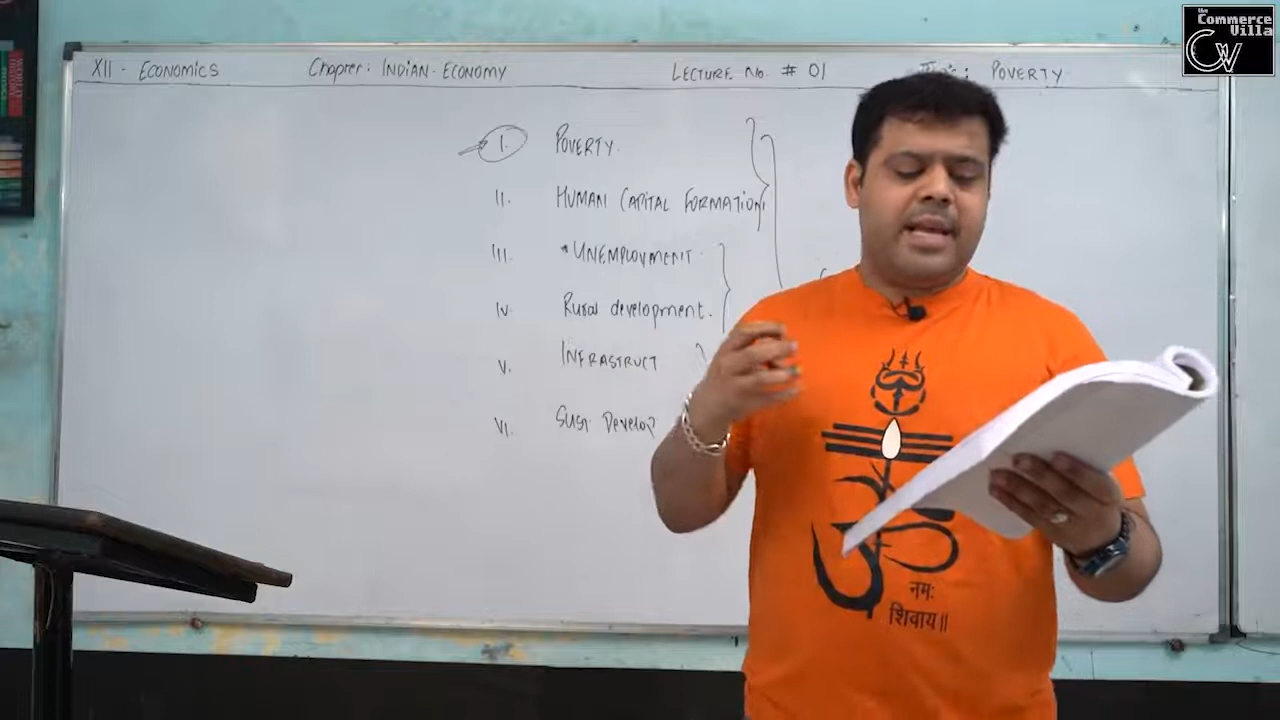 the
Commerce
Villa
CV
XII - ECONOMICS Chapter: INDIAN ECONOMY LECTURE NO. # 01 : POVERTY
I. POVERTY.
II. HUMAN CAPITAL FORMATION
III. *UNEMPLOYMENT.
IV. Rural development.
V. INFRASTRUCT
VI. Sust. Develop
ॐ
नमः
शिवाय॥